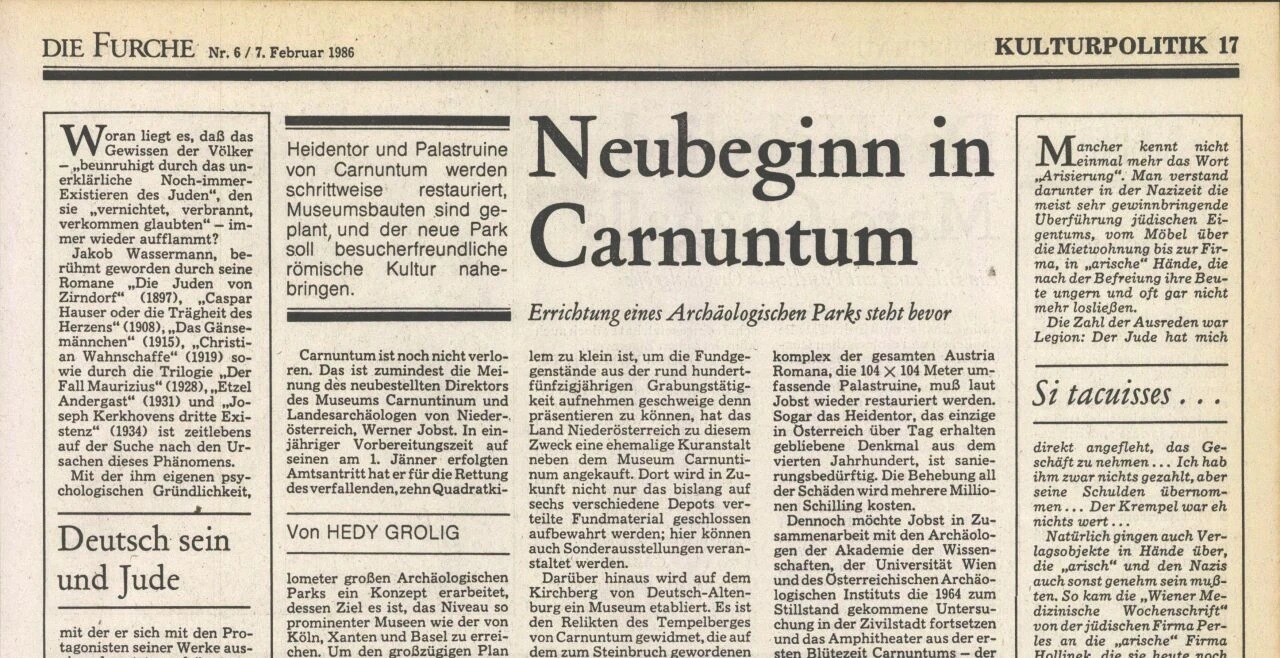 DIE FURCHE Nr. 6 / 7. Februar 1986
KULTURPOLITIK 17
Woran liegt es, daß das
Gewissen der Völker
– „beunruhigt durch das un-
erklärliche Noch-immer-
Existieren des Juden“, den
sie „vernichtet, verbrannt,
verkommen glaubten“ – im-
mer wieder aufflammt?
Jakob Wassermann, be-
rühmt geworden durch seine
Romane „Die Juden von
Zirndorf“ (1897), „Caspar
Hauser oder die Trägheit des
Herzens“ (1908), „Das Gänse-
männchen“ (1915), „Christi-
an Wahnschaffe“ (1919) so-
wie durch die Trilogie „Der
Fall Maurizius“ (1928), „Etzel
Andergast“ (1931) und „Jo-
seph Kerkhovens dritte Exi-
stenz“ (1934) ist zeitlebens
auf der Suche nach den Ur-
sachen dieses Phänomens.
Mit der ihm eigenen psy-
chologischen Gründlichkeit,
Deutsch sein
und Jude
mit der er sich mit den Pro-
tagonisten seiner Werke aus-
Heidentor und Palastruine
von Carnuntum werden
schrittweise restauriert,
Museumsbauten sind ge-
plant, und der neue Park
soll besucherfreundliche
römische Kultur nahe-
bringen.
Neubeginn in
Carnuntum
Errichtung eines Archäologischen Parks steht bevor
Carnuntum ist noch nicht verlo-
ren. Das ist zumindest die Mei-
nung des neubestellten Direktors
des Museums Carnuntinum und
Landesarchäologen von Nieder-
österreich, Werner Jobst. In ein-
jähriger Vorbereitungszeit auf
seinen am 1. Jänner erfolgten
Amtsantritt hat er für die Rettung
des verfallenden, zehn Quadratki-
Von HEDY GROLIG
lometer großen Archäologischen
Parks ein Konzept erarbeitet,
dessen Ziel es ist, das Niveau so
prominenter Museen wie der von
Köln, Xanten und Basel zu errei-
chen. Um den großzügigen Plan
lem zu klein ist, um die Fundge-
genstände aus der rund hundert-
fünfzigjährigen Grabungstätig-
keit aufnehmen geschweige denn
präsentieren zu können, hat das
Land Niederösterreich zu diesem
Zweck eine ehemalige Kuranstalt
neben dem Museum Carnunti-
num angekauft. Dort wird in Zu-
kunft nicht nur das bislang auf
sechs verschiedene Depots ver-
teilte Fundmaterial geschlossen
aufbewahrt werden; hier können
auch Sonderausstellungen veran-
staltet werden.
Darüber hinaus wird auf dem
Kirchberg von Deutsch-Alten-
burg ein Museum etabliert. Es ist
den Relikten des Tempelberges
von Carnuntum gewidmet, die auf
dem zum Steinbruch gewordenen
komplex der gesamten Austria
Romana, die 104 × 104 Meter um-
fassende Palastruine, muß laut
Jobst wieder restauriert werden.
Sogar das Heidentor, das einzige
in Österreich über Tag erhalten
gebliebene Denkmal aus dem
vierten Jahrhundert, ist sanie-
rungsbedürftig. Die Behebung all
der Schäden wird mehrere Millio-
nen Schilling kosten.
Dennoch möchte Jobst in Zu-
sammenarbeit mit den Archäolo-
gen der Akademie der Wissen-
schaften, der Universität Wien
und des Österreichischen Archäo-
logischen Instituts die 1964 zum
Stillstand gekommene Untersu-
chung in der Zivilstadt fortsetzen
und das Amphitheater aus der er-
sten Blütezeit Carnuntums – der
Mancher kennt nicht
einmal mehr das Wort
„Arisierung“. Man verstand
darunter in der Nazizeit die
meist sehr gewinnbringende
Überführung jüdischen Ei-
gentums, vom Möbel über
die Mietwohnung bis zur Fir-
ma, in „arische“ Hände, die
nach der Befreiung ihre Beu-
te ungern und oft gar nicht
mehr losließen.
Die Zahl der Ausreden war
Legion: Der Jude hat mich
Si tacuisses . . .
direkt angefleht, das Ge-
schäft zu nehmen . . . Ich hab
ihm zwar nichts gezahlt, aber
seine Schulden übernom-
men . . . Der Krempel war eh
nichts wert . . .
Natürlich gingen auch Ver-
lagsobjekte in Hände über,
die „arisch“ und den Nazis
auch sonst genehm sein muß-
ten. So kam die „Wiener Me-
dizinische Wochenschrift“
von der jüdischen Firma Per-
les an die „arische“ Firma
Hollinek, die sie heute noch